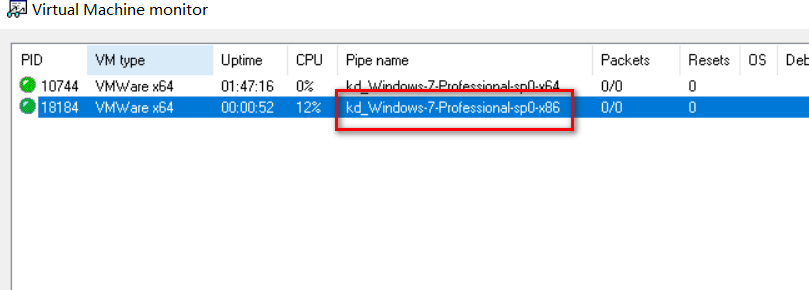 Virtual Machine monitor
PID VM type Uptime CPU Pipe name Packets Resets OS Deb
10744 VMWare x64 01:47:16 0% kd_Windows-7-Professional-sp0-x64 0/0 0
18184 VMWare x64 00:00:52 12% kd_Windows-7-Professional-sp0-x86 0/0 0